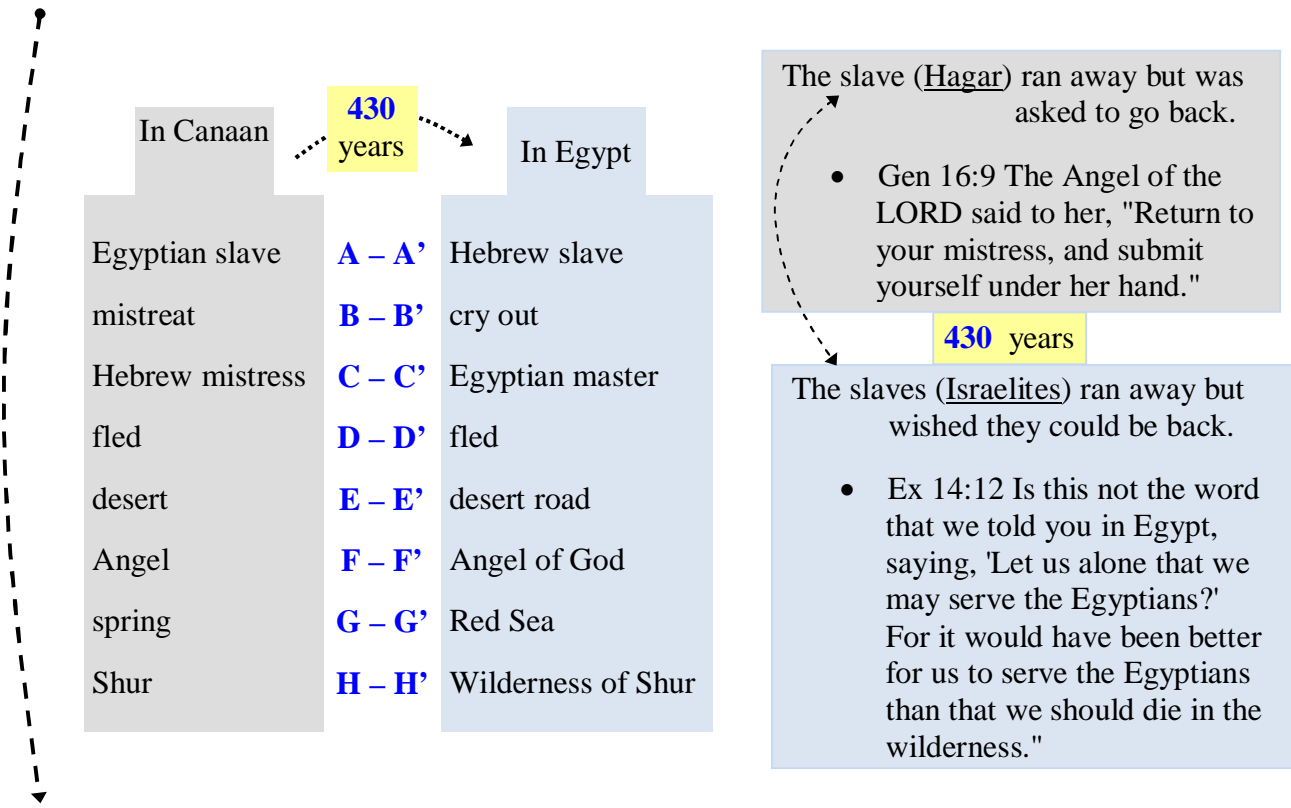 In Canaan
430
years
In Egypt
Egyptian slave A – A’ Hebrew slave
mistreat B – B’ cry out
Hebrew mistress C – C’ Egyptian master
fled D – D’ fled
desert E – E’ desert road
Angel F – F’ Angel of God
spring G – G’ Red Sea
Shur H – H’ Wilderness of Shur
The slave (Hagar) ran away but was
asked to go back.
• Gen 16:9 The Angel of the
LORD said to her, "Return to
your mistress, and submit
yourself under her hand."
430 years
The slaves (Israelites) ran away but
wished they could be back.
• Ex 14:12 Is this not the word
that we told you in Egypt,
saying, 'Let us alone that we
may serve the Egyptians?'
For it would have been better
for us to serve the Egyptians
than that we should die in the
wilderness."